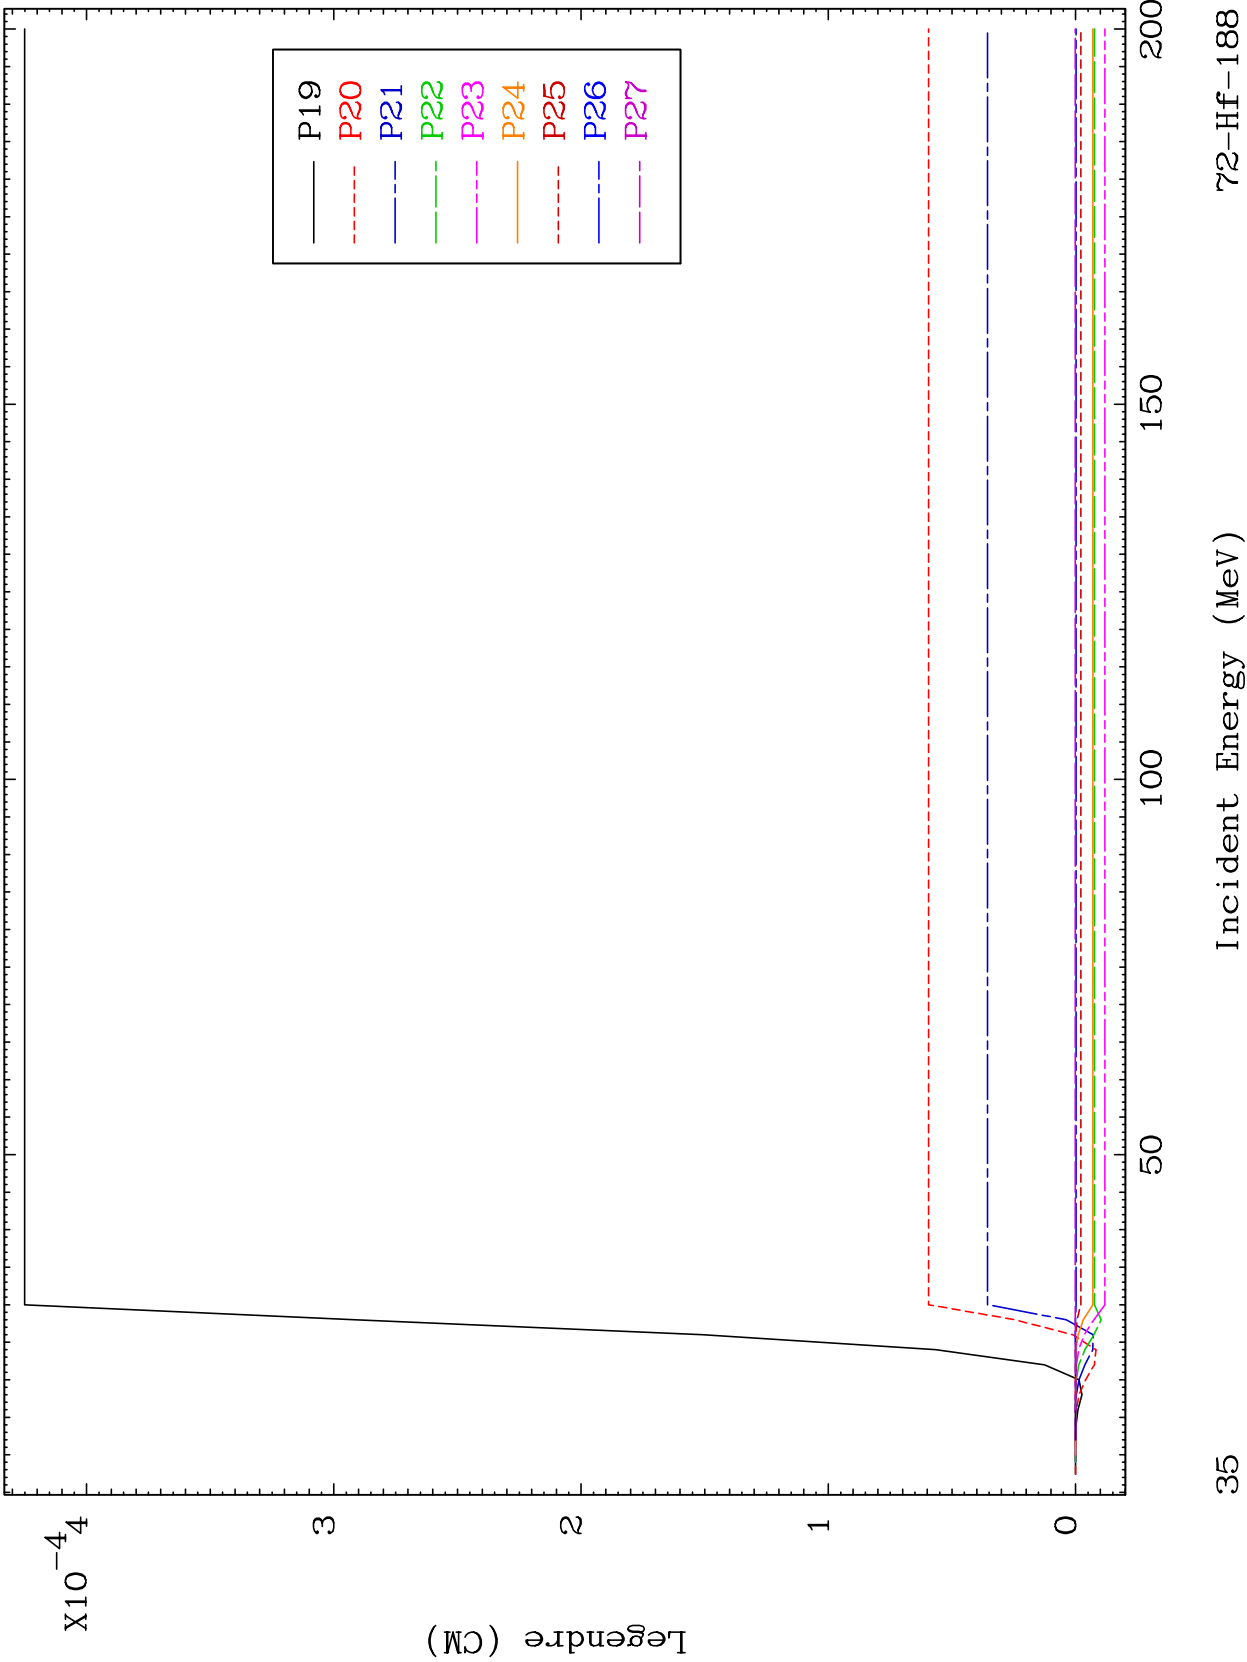 X10-4
4
3
2
1
0
Legendre (CM)
P19
P20
P21
P22
P23
P24
P25
P26
P27
50
100
150
200
35
Incident Energy (MeV)
72-Hf-188